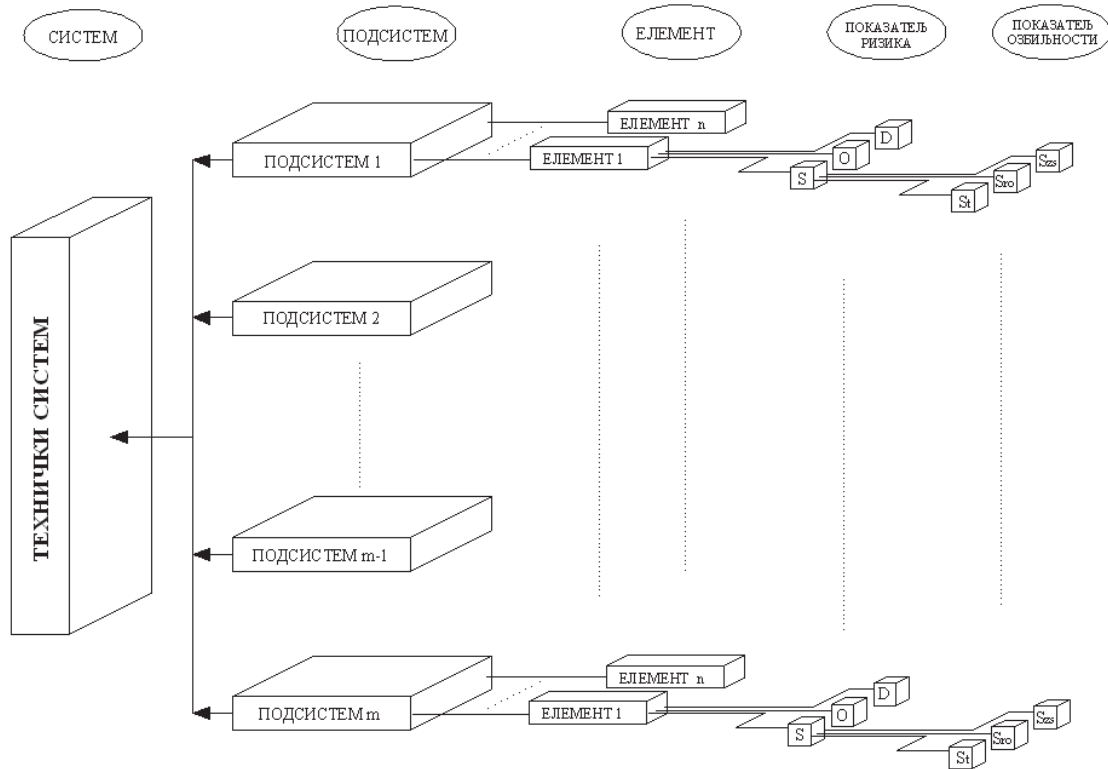 СИСТЕМ
ПОДСИСТЕМ
ЕЛЕМЕНТ
ПОКАЗАТЕЉ
РИЗИКА
ПОКАЗАТЕЉ
ОЗБИЉНОСТИ
ЕЛЕМЕНТ n
ПОДСИСТЕМ 1
ЕЛЕМЕНТ 1
D
O
S
Szs
Sro
St
ТЕХНИЧКИ СИСТЕМ
ПОДСИСТЕМ 2
ПОДСИСТЕМ m-1
ЕЛЕМЕНТ n
ПОДСИСТЕМ m
ЕЛЕМЕНТ 1
D
O
S
Szs
Sro
St